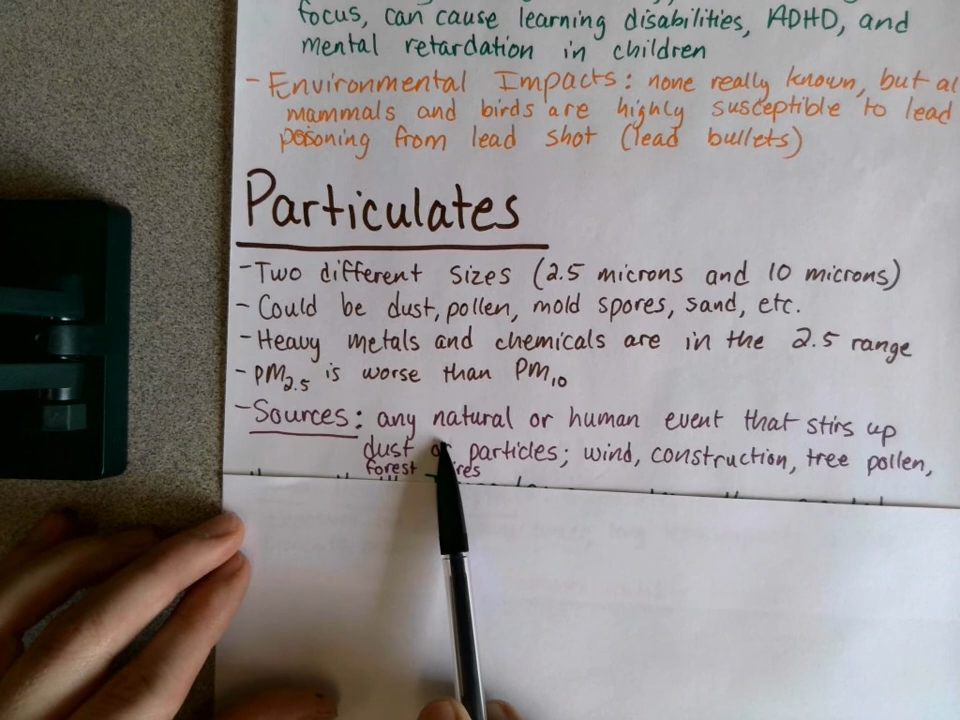 focus, can cause learning disabilities, ADHD, and
mental retardation in children
- Environmental Impacts: none really known, but al
mammals and birds are highly susceptible to lead
poisoning from lead shot (lead bullets)
Particulates
- Two different sizes (2.5 microns and 10 microns)
- Could be dust, pollen, mold spores, sand, etc.
- Heavy metals and chemicals are in the 2.5 range
- PM2.5 is worse than PM10
- Sources: any natural or human event that stirs up
dust or particles; wind, construction, tree pollen,
forest